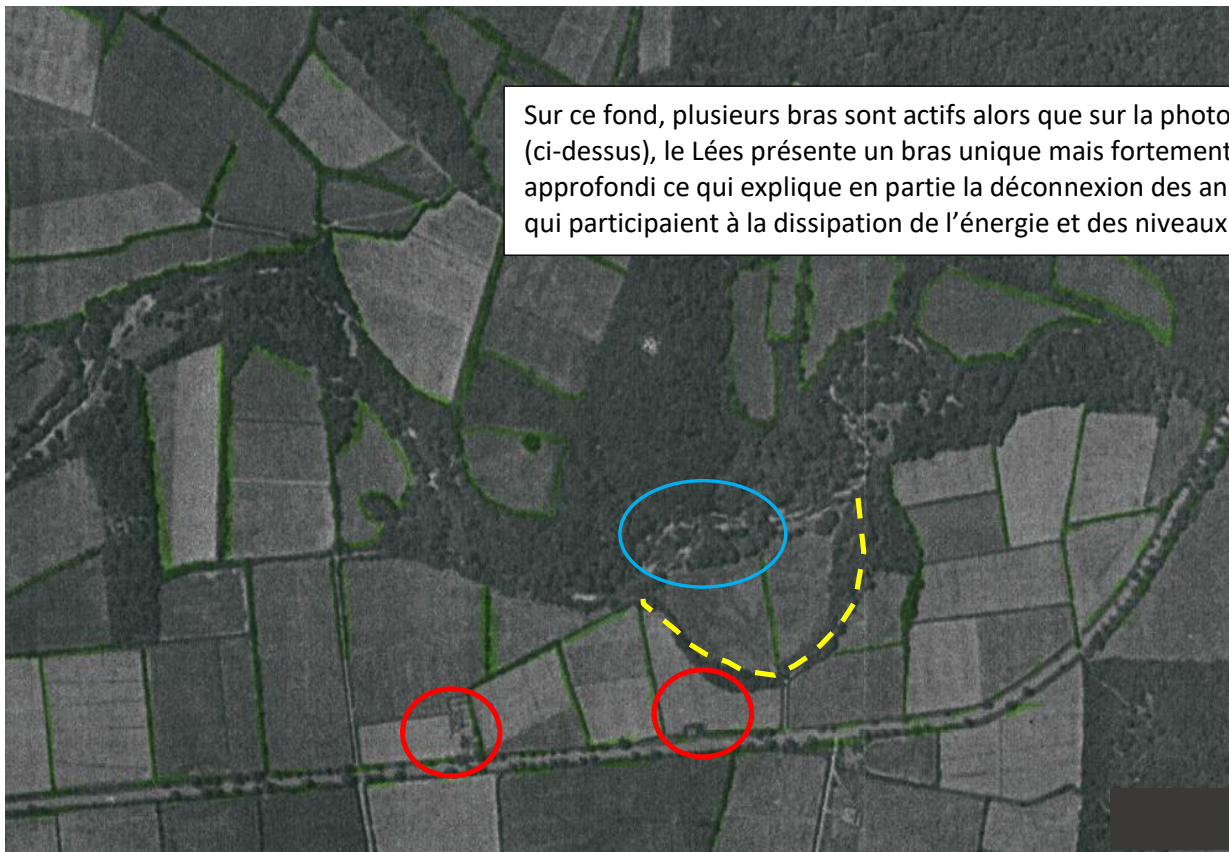 Sur ce fond, plusieurs bras sont actifs alors que sur la photo
(ci-dessus), le Lées présente un bras unique mais fortement
approfondi ce qui explique en partie la déconnexion des an
qui participaient à la dissipation de l'énergie et des niveaux